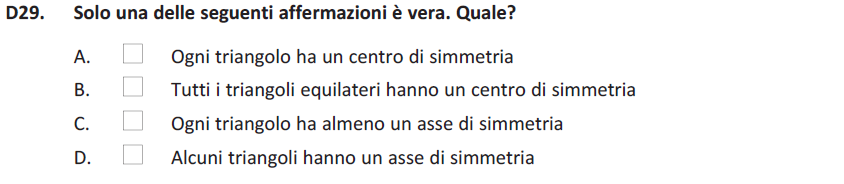 D29. Solo una delle seguenti affermazioni è vera. Quale?
A. Ogni triangolo ha un centro di simmetria
B. Tutti i triangoli equilateri hanno un centro di simmetria
C. Ogni triangolo ha almeno un asse di simmetria
D. Alcuni triangoli hanno un asse di simmetria